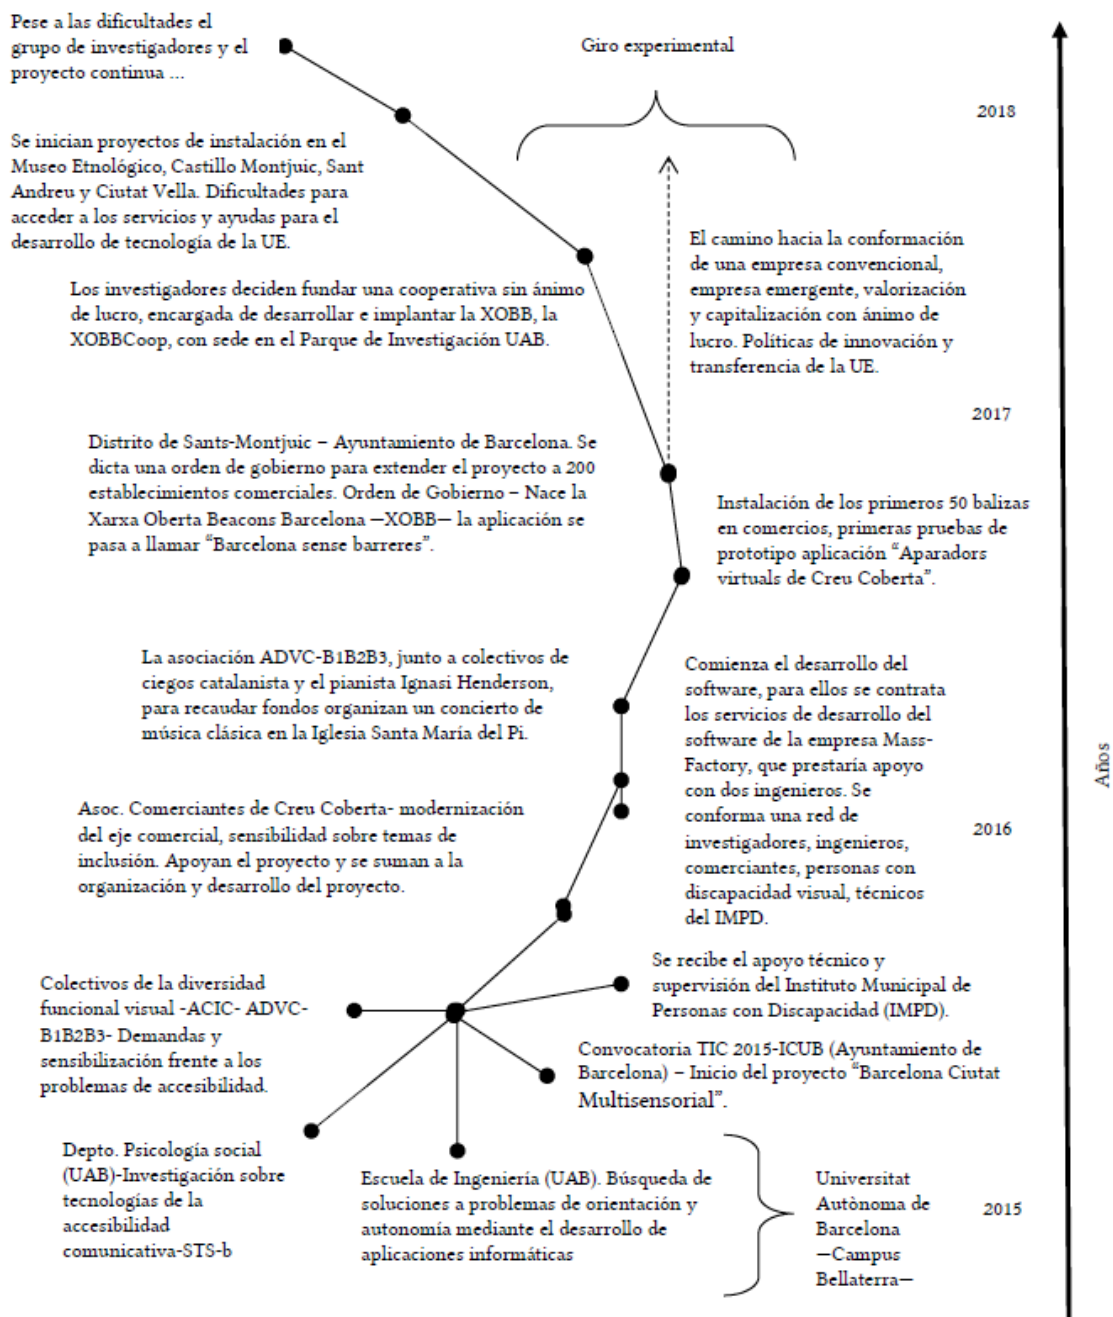 Pese a las dificultades el
grupo de investigadores y el
proyecto continua ...
Giro experimental
2018
Se inician proyectos de instalación en el
Museo Etnológico, Castillo Montjuic, Sant
Andreu y Ciutat Vella. Dificultades para
acceder a los servicios y ayudas para el
desarrollo de tecnología de la UE.
El camino hacia la conformación
de una empresa convencional,
empresa emergente, valorización
y capitalización con ánimo de
lucro. Políticas de innovación y
transferencia de la UE.
Los investigadores deciden fundar una cooperativa sin ánimo
de lucro, encargada de desarrollar e implantar la XOBB, la
XOBBCoop, con sede en el Parque de Investigación UAB.
2017
Distrito de Sants-Montjuic – Ayuntamiento de Barcelona. Se
dicta una orden de gobierno para extender el proyecto a 200
establecimientos comerciales. Orden de Gobierno – Nace la
Xarxa Oberta Beacons Barcelona —XOBB— la aplicación se
pasa a llamar “Barcelona sense barreres”.
Instalación de los primeros 50 balizas
en comercios, primeras pruebas de
prototipo aplicación “Aparadors
virtuals de Creu Coberta”.
La asociación ADVC-B1B2B3, junto a colectivos de
ciegos catalanista y el pianista Ignasi Henderson,
para recaudar fondos organizan un concierto de
música clásica en la Iglesia Santa María del Pi.
Comienza el desarrollo del
software, para ellos se contrata
los servicios de desarrollo del
software de la empresa Mass-
Factory, que prestaría apoyo
con dos ingenieros. Se
conforma una red de
investigadores, ingenieros,
comerciantes, personas con
discapacidad visual, técnicos
del IMPD.
Años
Asoc. Comerciantes de Creu Coberta- modernización
del eje comercial, sensibilidad sobre temas de
inclusión. Apoyan el proyecto y se suman a la
organización y desarrollo del proyecto.
2016
Se recibe el apoyo técnico y
supervisión del Instituto Municipal de
Personas con Discapacidad (IMPD).
Colectivos de la diversidad
funcional visual -ACIC- ADVC-
B1B2B3- Demandas y
sensibilización frente a los
problemas de accesibilidad.
Convocatoria TIC 2015-ICUB (Ayuntamiento de
Barcelona) – Inicio del proyecto “Barcelona Ciutat
Multisensorial”.
Depto. Psicología social
(UAB)-Investigación sobre
tecnologías de la
accesibilidad
comunicativa-STS-b
Escuela de Ingeniería (UAB). Búsqueda de
soluciones a problemas de orientación y
autonomía mediante el desarrollo de
aplicaciones informáticas
Universitat
Autònoma de
Barcelona
—Campus
Bellaterra—
2015